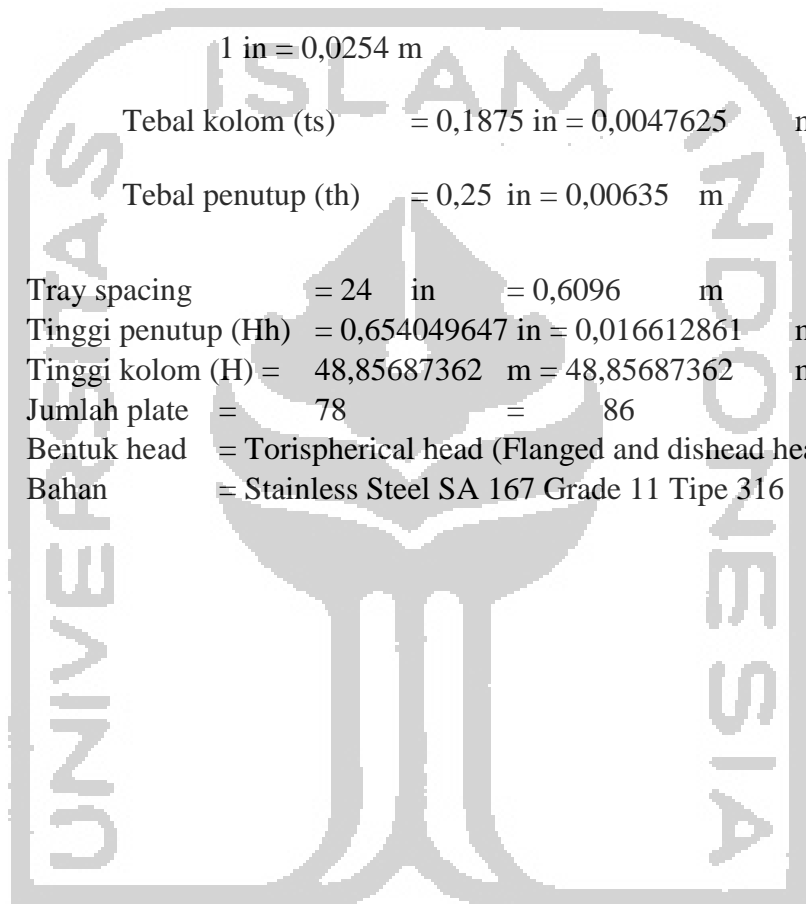 1 in = 0,0254 m
Tebal kolom (ts) = 0,1875 in = 0,0047625
Tebal penutup (th) = 0,25 in = 0,00635 m
Tray spacing = 24 in = 0,6096 m
Tinggi penutup (Hh) = 0,654049647 in = 0,016612861
Tinggi kolom (H) = 48,85687362 m = 48,85687362
Jumlah plate = 78 = 86
Bentuk head = Torispherical head (Flanged and dishead
Bahan = Stainless Steel SA 167 Grade 11 Tipe 316
UNIVERSITAS
ISLAM
INDONESIA